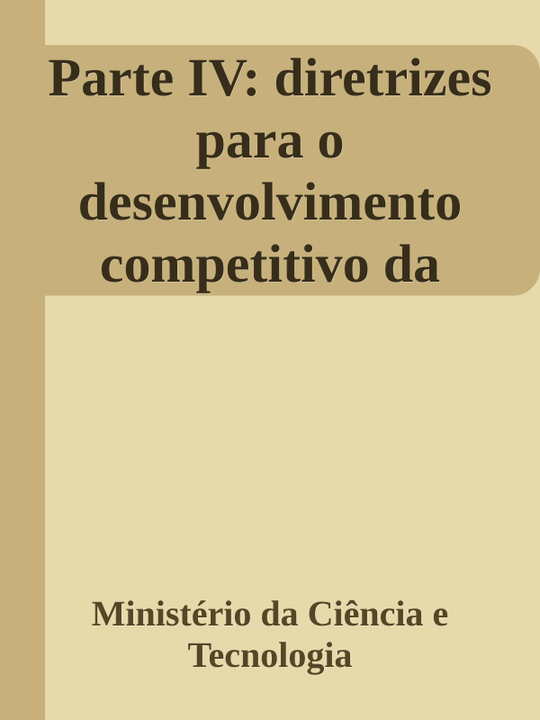 Parte IV: diretrizes
para o
desenvolvimento
competitivo da
Ministério da Ciência e
Tecnologia